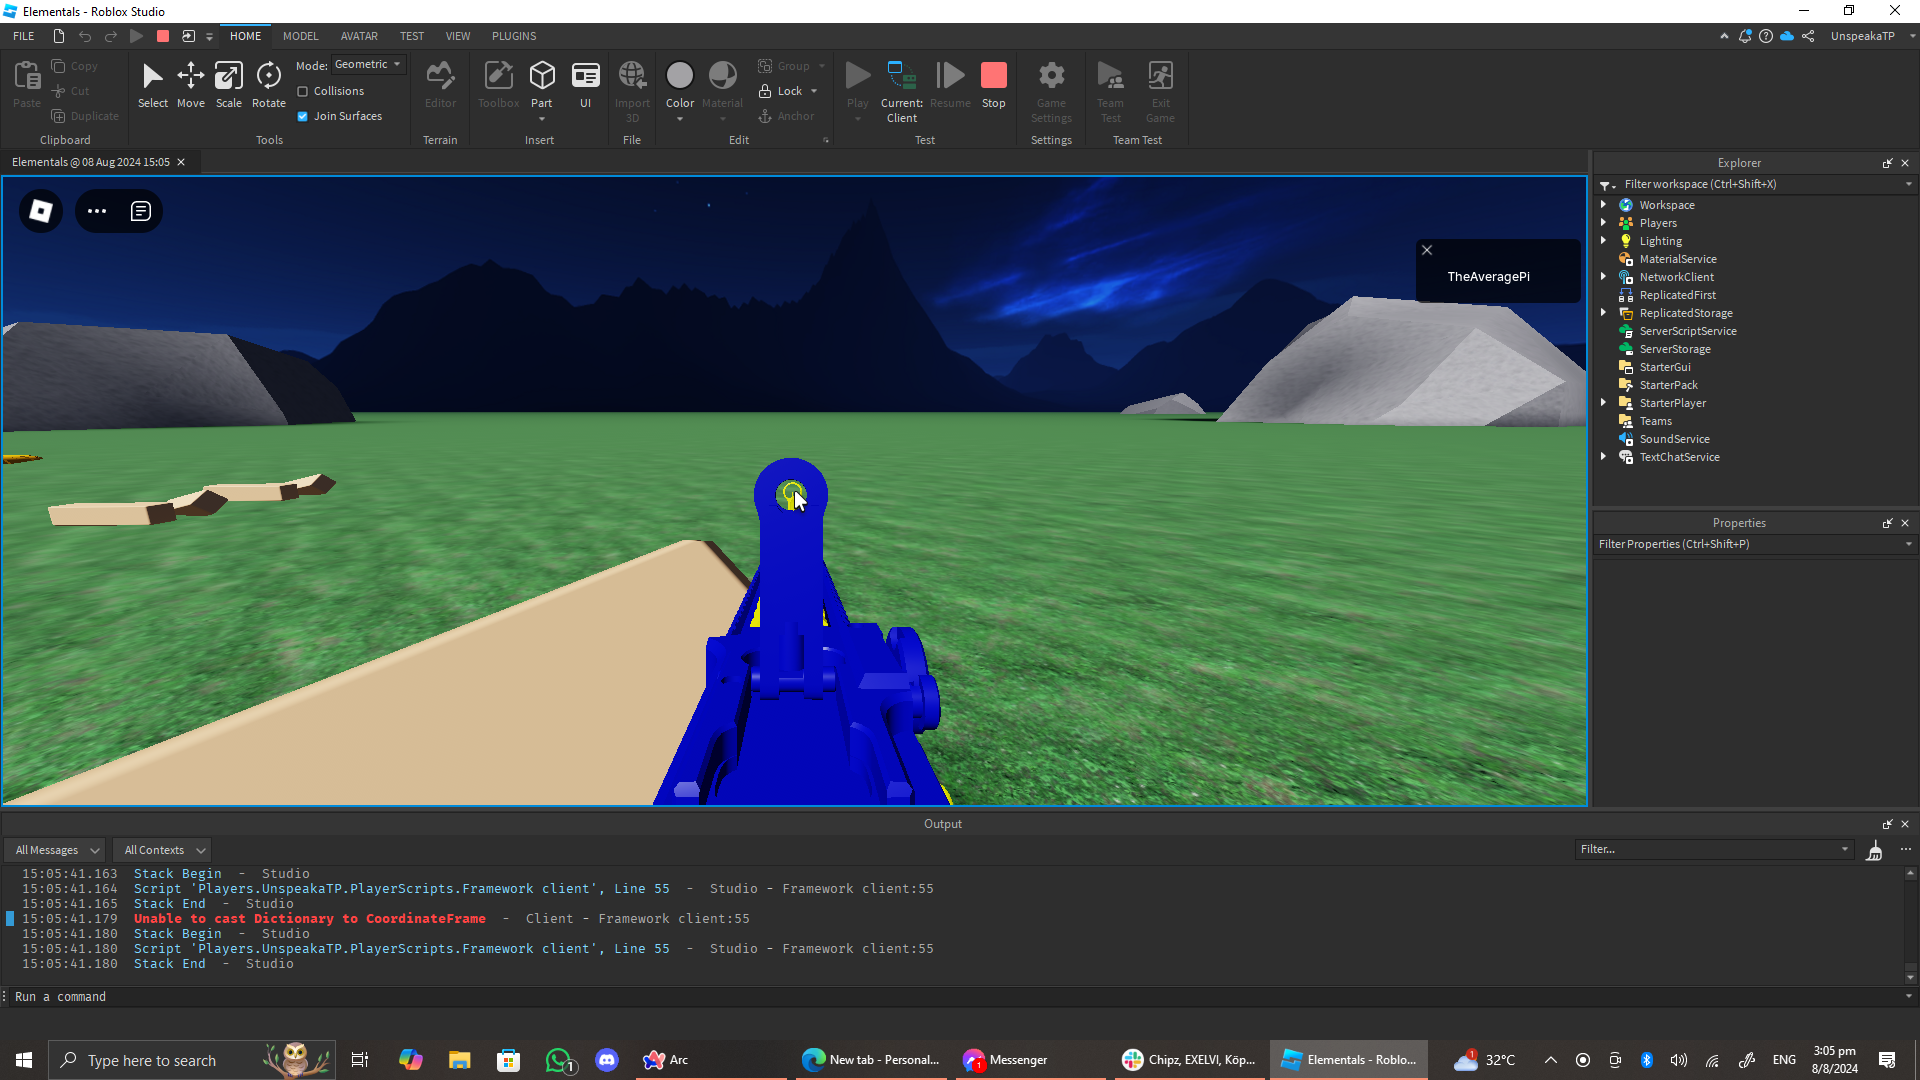 Elementals - Roblox Studio
FILE HOME MODEL AVATAR TEST VIEW PLUGINS UnspeakaTP
Paste Copy Cut Duplicate Clipboard
Select Move Scale Rotate Mode: Geometric Collisions Join Surfaces Tools
Editor Terrain
Toolbox Part UI Insert
Import 3D File
Color Material Group Lock Anchor Edit
Play Current: Client Resume Stop Test
Game Settings Settings
Team Test Exit Game Team Test
Elementals @ 08 Aug 2024 15:05
TheAveragePi
Explorer
Filter workspace (Ctrl+Shift+X)
Workspace
Players
Lighting
MaterialService
NetworkClient
ReplicatedFirst
ReplicatedStorage
ServerScriptService
ServerStorage
StarterGui
StarterPack
StarterPlayer
Teams
SoundService
TextChatService
Properties
Filter Properties (Ctrl+Shift+P)
Output
All Messages All Contexts Filter...
15:05:41.163 Stack Begin - Studio
15:05:41.164 Script 'Players.UnspeakaTP.PlayerScripts.Framework client', Line 55 - Studio - Framework client:55
15:05:41.165 Stack End - Studio
15:05:41.179 Unable to cast Dictionary to CoordinateFrame - Client - Framework client:55
15:05:41.180 Stack Begin - Studio
15:05:41.180 Script 'Players.UnspeakaTP.PlayerScripts.Framework client', Line 55 - Studio - Framework client:55
15:05:41.180 Stack End - Studio
Run a command
Type here to search 1 Arc New tab - Personal... 1 Messenger Chipz, EXELVI, Köp... Elementals - Roblo... 1 32°C ENG 3:05 pm
8/8/2024